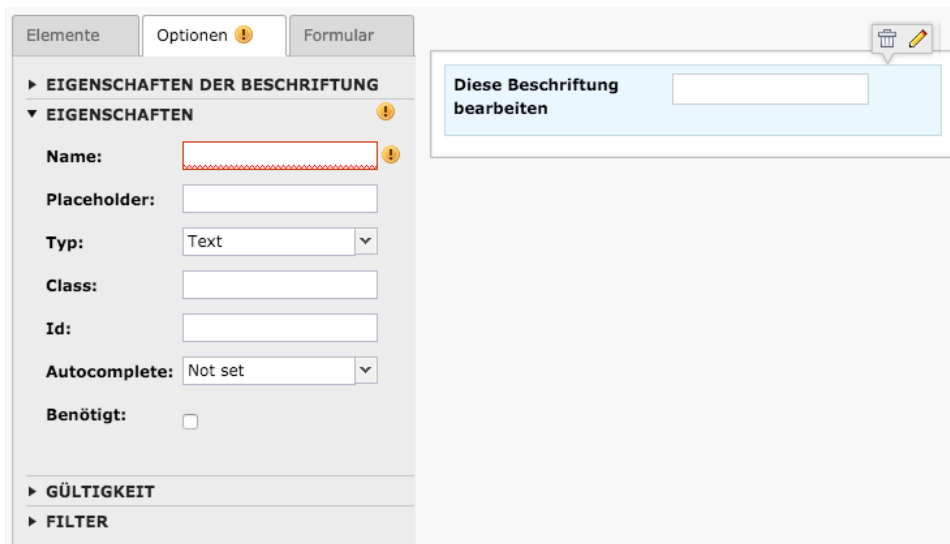 Elemente
Optionen
Formular
EIGENSCHAFTEN DER BESCHRIFTUNG
EIGENSCHAFTEN
Name:
Placeholder:
Typ: Text
Class:
Id:
Autocomplete: Not set
Benötigt:
GÜLTIGKEIT
FILTER
Diese Beschriftung
bearbeiten